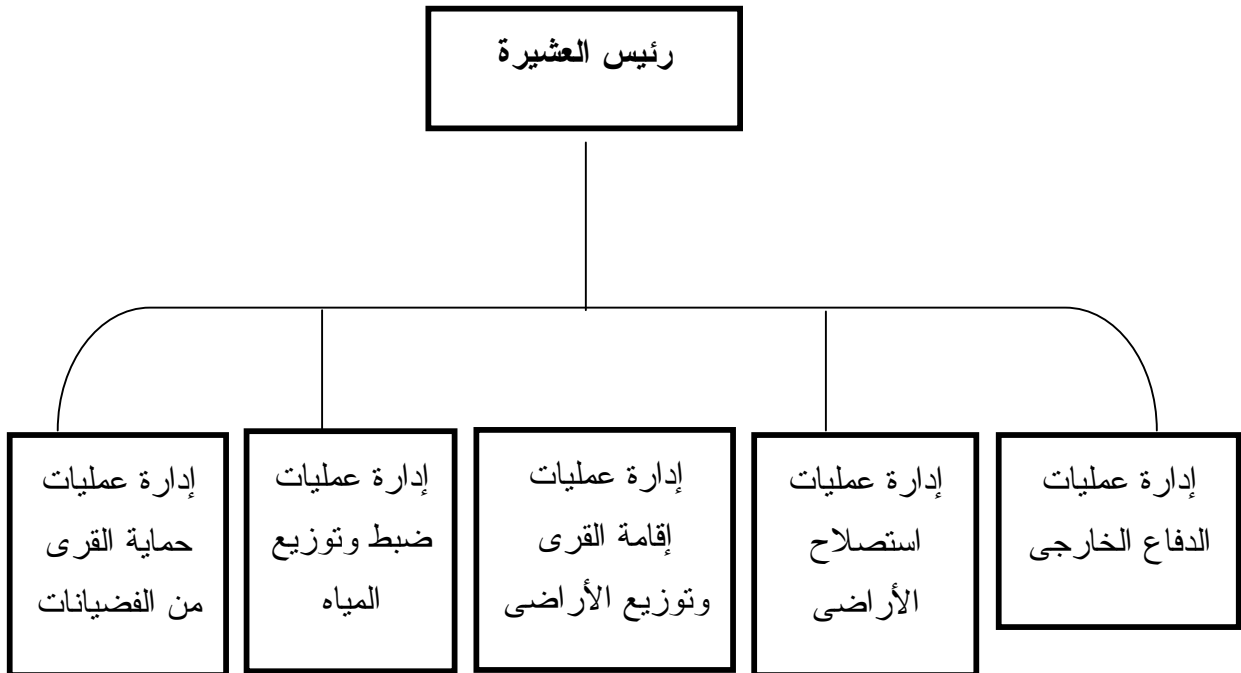 رئيس العشيرة
إدارة عمليات
الدفاع الخارجى
إدارة عمليات
استصلاح
الأراضى
إدارة عمليات
إقامة القرى
وتوزيع الأراضى
إدارة عمليات
ضبط وتوزيع
المياه
إدارة عمليات
حماية القرى
من الفضيانات